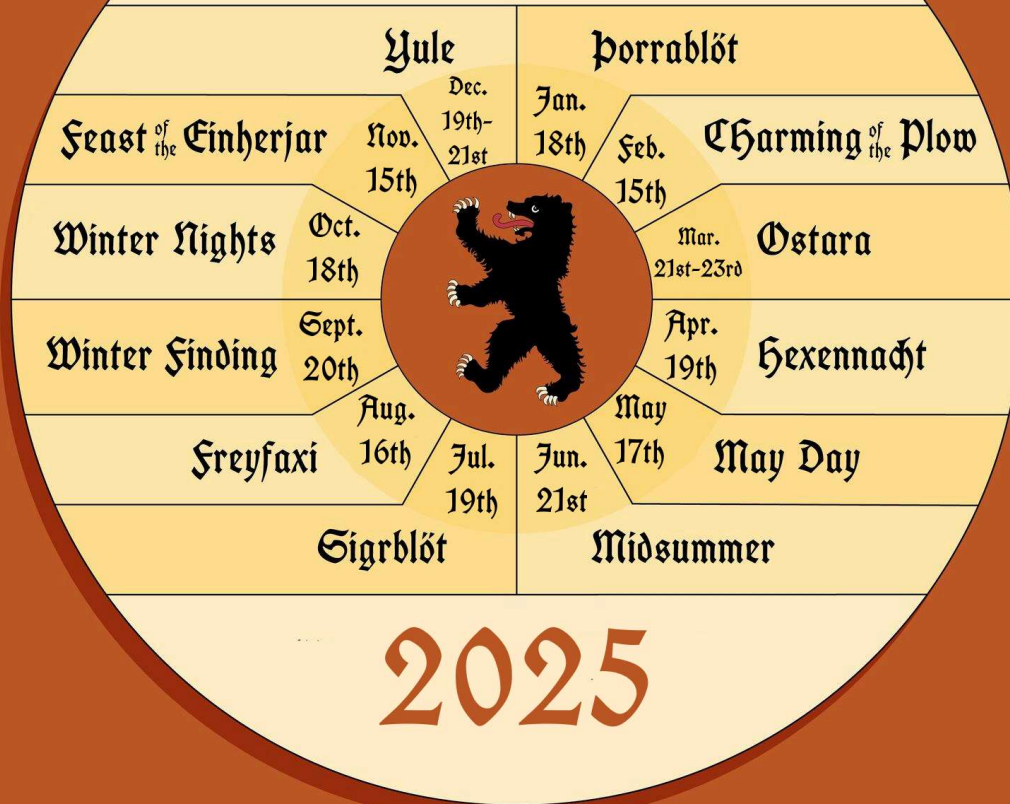 Yule
Dec.
19th-
21st
Þorrablöt
Jan.
18th
Feast of the Einherjar
Nov.
15th
Feb.
15th
CHarming of the Plow
Winter Nights
Oct.
18th
Mar.
21st-23rd
Ostara
Winter Finding
Sept.
20th
Apr.
19th
Hexennacht
Freyfaxi
Aug.
16th
May
17th
May Day
Sigrblöt
Jul.
19th
Jun.
21st
Midsummer
2025